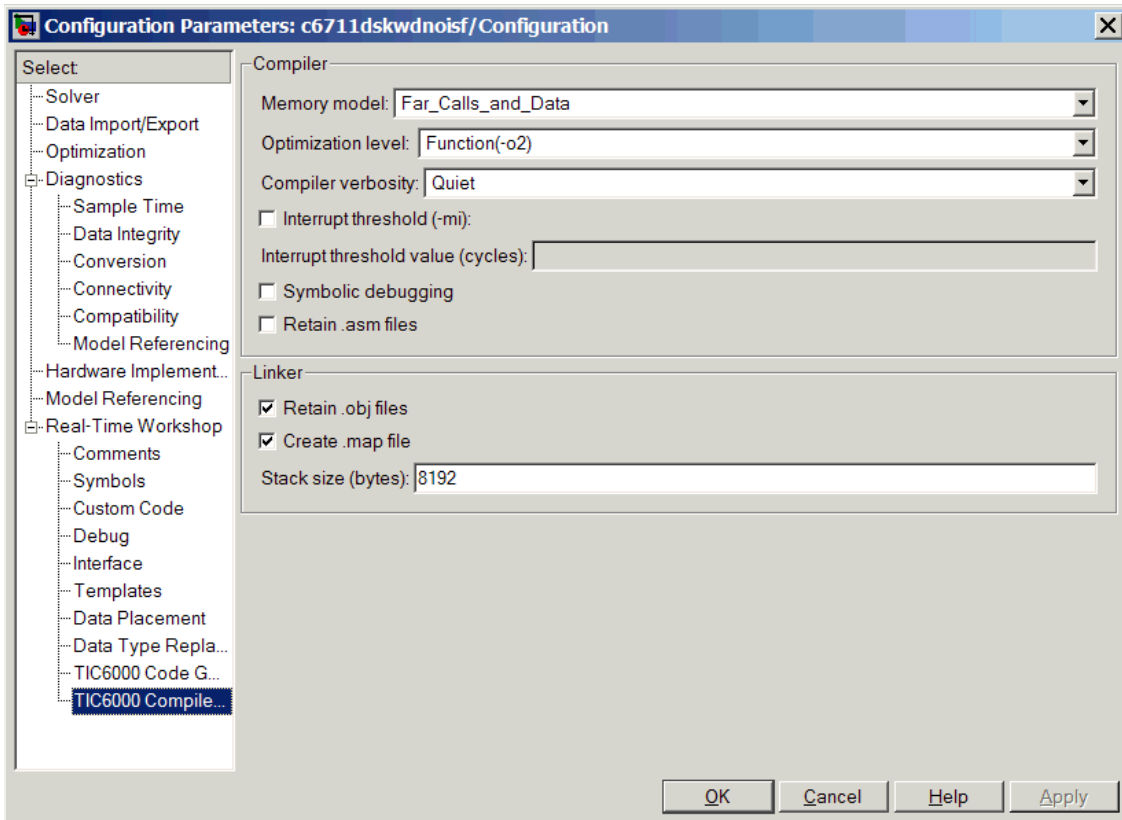 Configuration Parameters: c6711dskwdnoisf/Configuration
Select:
Solver
Data Import/Export
Optimization
Diagnostics
Sample Time
Data Integrity
Conversion
Connectivity
Compatibility
Model Referencing
Hardware Implement...
Model Referencing
Real-Time Workshop
Comments
Symbols
Custom Code
Debug
Interface
Templates
Data Placement
Data Type Repla...
TIC6000 Code G...
TIC6000 Compile...
Compiler
Memory model: Far_Calls_and_Data
Optimization level: Function(-o2)
Compiler verbosity: Quiet
Interrupt threshold (-mi):
Interrupt threshold value (cycles):
Symbolic debugging
Retain .asm files
Linker
Retain .obj files
Create .map file
Stack size (bytes): 8192
OK Cancel Help Apply